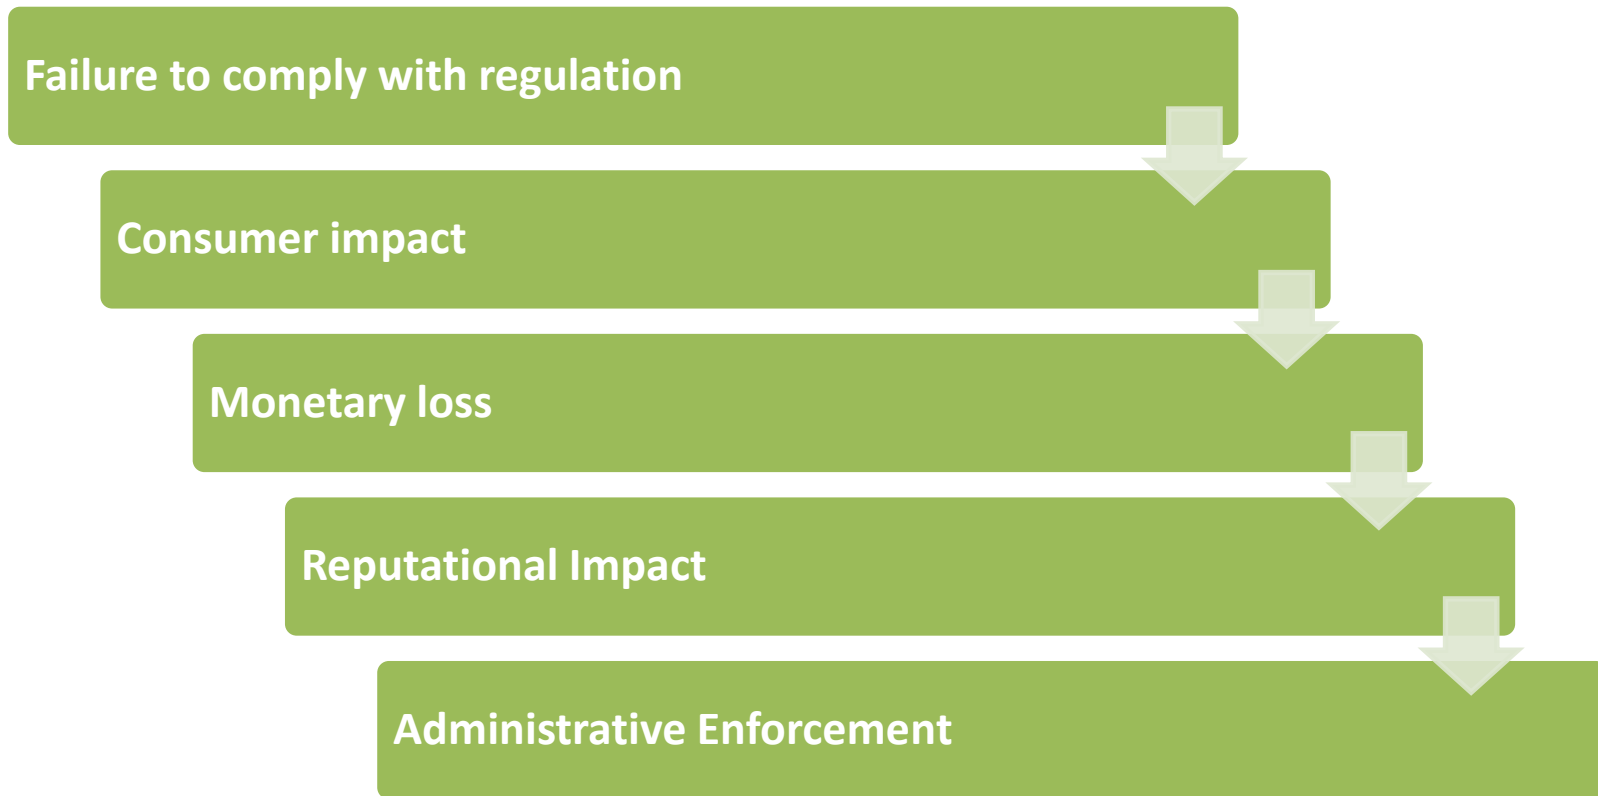 Failure to comply with regulation
Consumer impact
Monetary loss
Reputational Impact
Administrative Enforcement